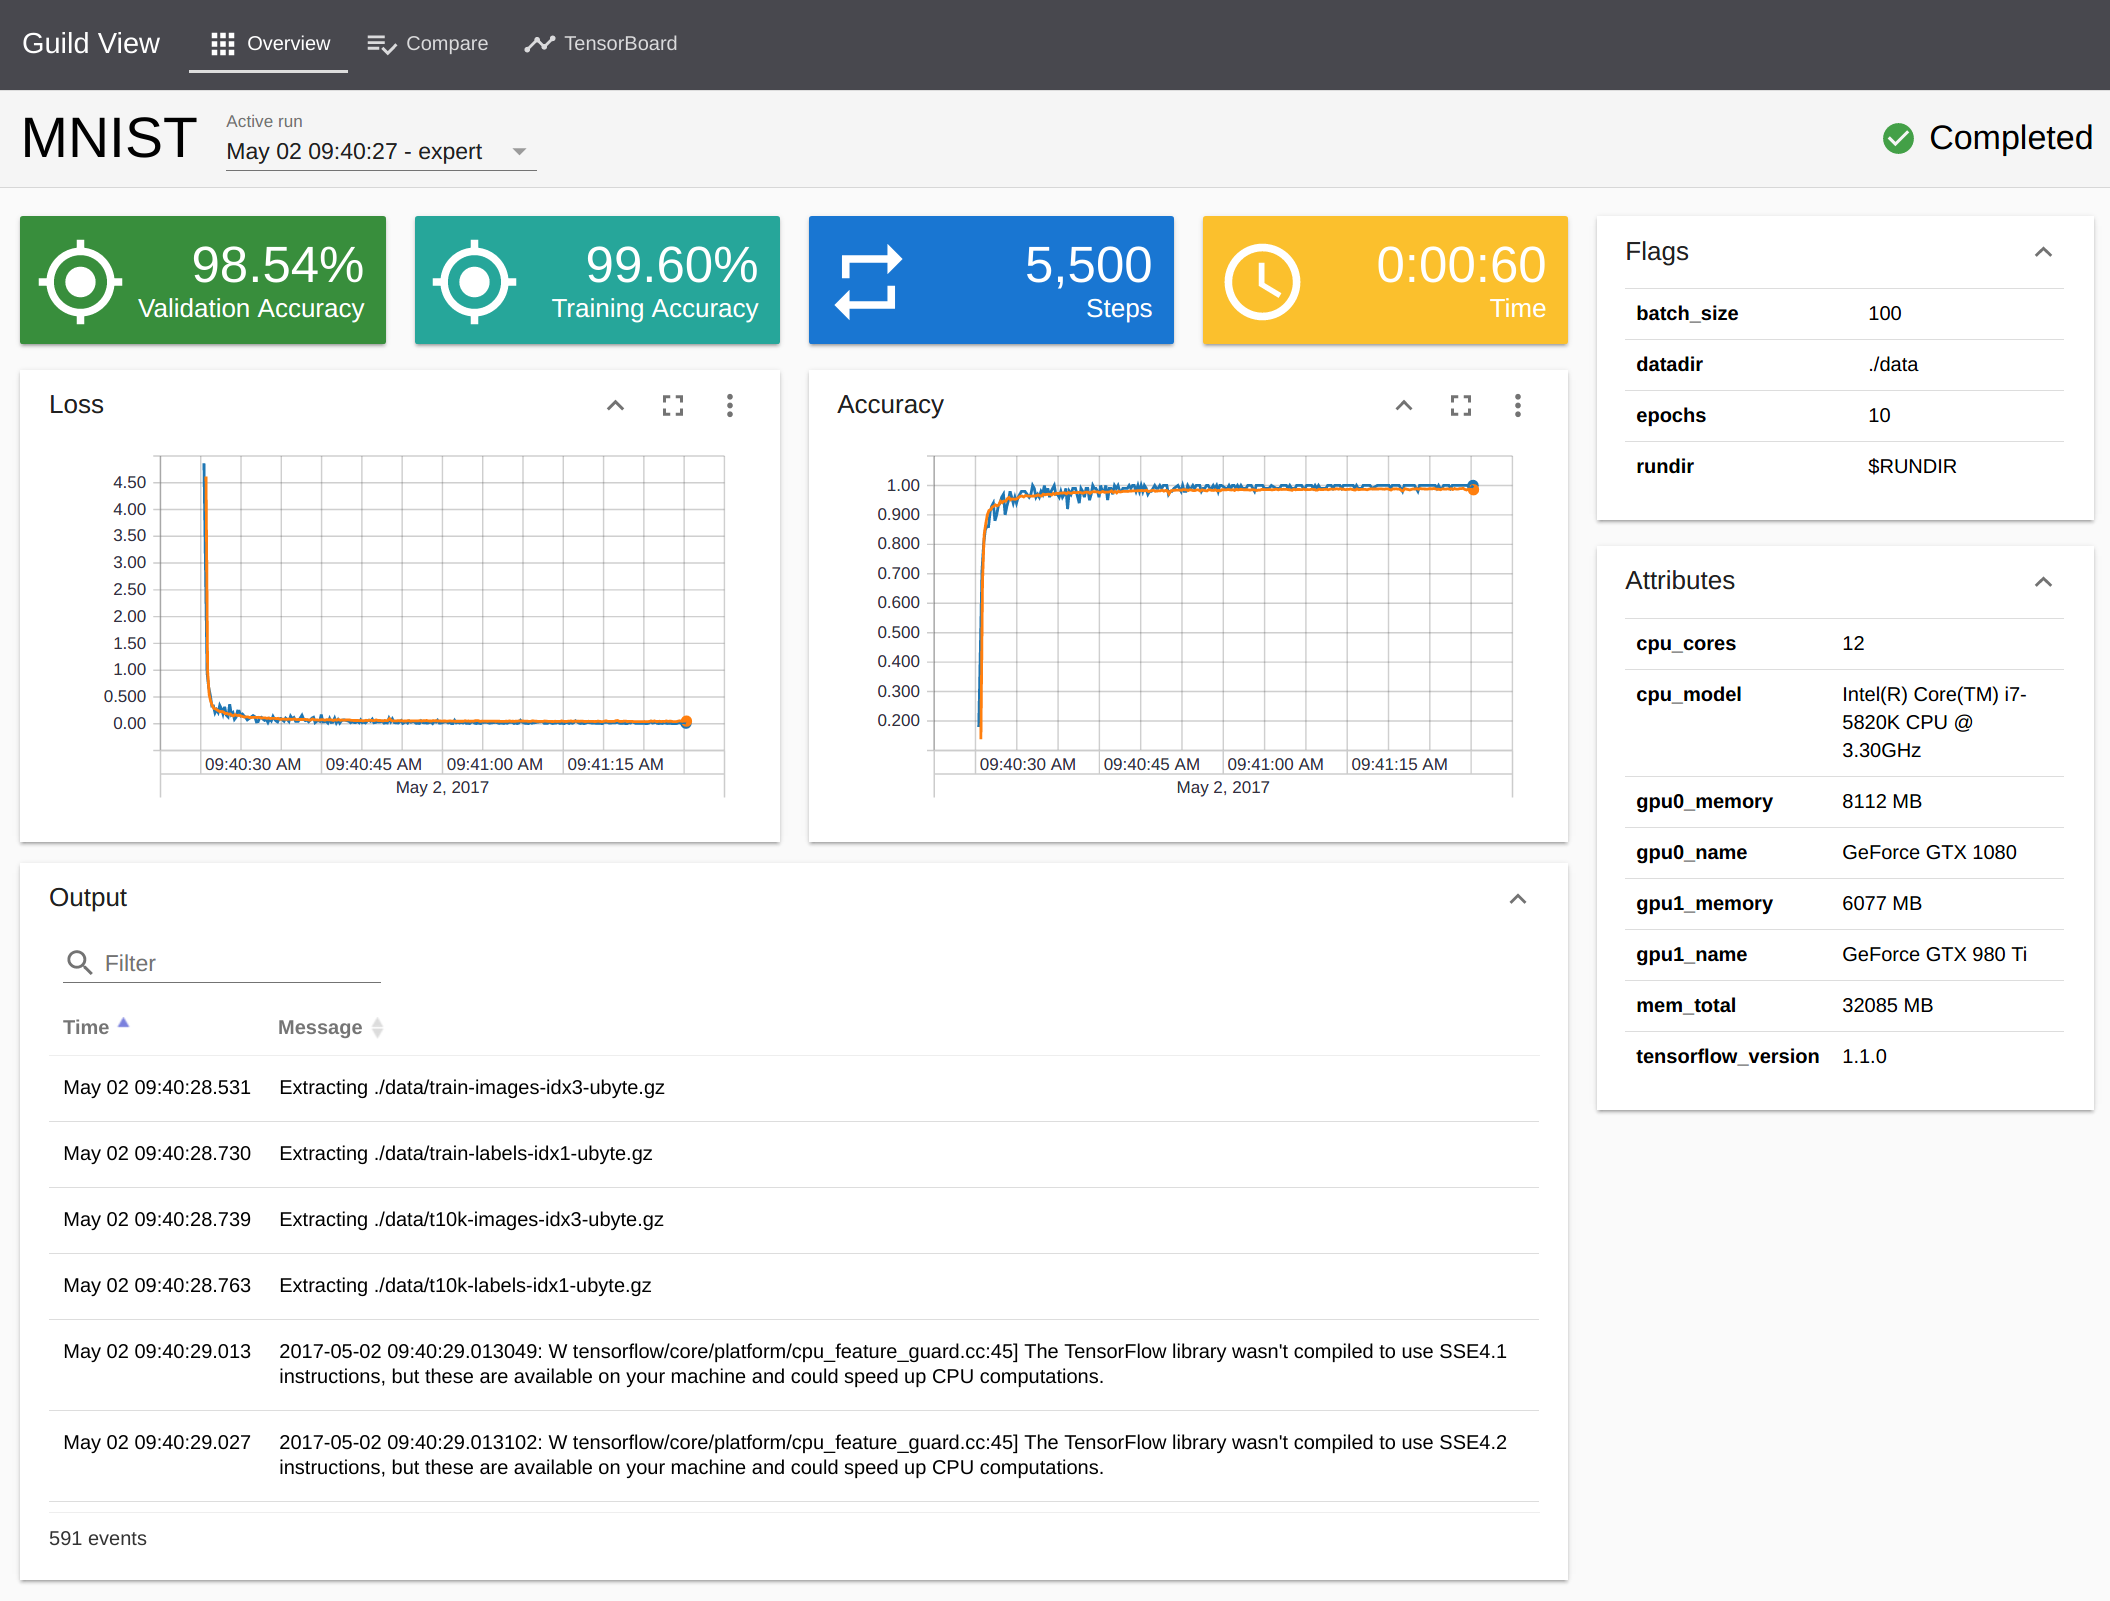 Guild View
Overview
Compare
TensorBoard
MNIST
Active run
May 02 09:40:27 - expert
Completed
98.54%
Validation Accuracy
99.60%
Training Accuracy
5,500
Steps
0:00:60
Time
Loss
4.50
4.00
3.50
3.00
2.50
2.00
1.50
1.00
0.500
0.00
09:40:30 AM 09:40:45 AM 09:41:00 AM 09:41:15 AM
May 2, 2017
Accuracy
1.00
0.900
0.800
0.700
0.600
0.500
0.400
0.300
0.200
09:40:30 AM 09:40:45 AM 09:41:00 AM 09:41:15 AM
May 2, 2017
Output
Filter
Time Message
May 02 09:40:28.531 Extracting ./data/train-images-idx3-ubyte.gz
May 02 09:40:28.730 Extracting ./data/train-labels-idx1-ubyte.gz
May 02 09:40:28.739 Extracting ./data/t10k-images-idx3-ubyte.gz
May 02 09:40:28.763 Extracting ./data/t10k-labels-idx1-ubyte.gz
May 02 09:40:29.013 2017-05-02 09:40:29.013049: W tensorflow/core/platform/cpu_feature_guard.cc:45] The TensorFlow library wasn't compiled to use SSE4.1
instructions, but these are available on your machine and could speed up CPU computations.
May 02 09:40:29.027 2017-05-02 09:40:29.013102: W tensorflow/core/platform/cpu_feature_guard.cc:45] The TensorFlow library wasn't compiled to use SSE4.2
instructions, but these are available on your machine and could speed up CPU computations.
591 events
Flags
batch_size 100
datadir ./data
epochs 10
rundir $RUNDIR
Attributes
cpu_cores 12
cpu_model Intel(R) Core(TM) i7-
5820K CPU @
3.30GHz
gpu0_memory 8112 MB
gpu0_name GeForce GTX 1080
gpu1_memory 6077 MB
gpu1_name GeForce GTX 980 Ti
mem_total 32085 MB
tensorflow_version 1.1.0